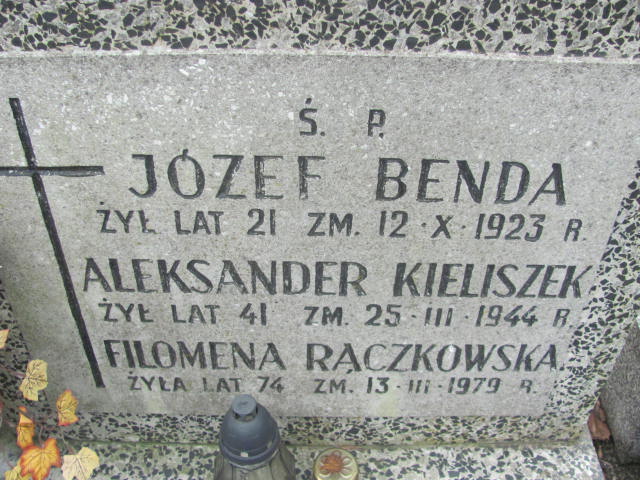 Ś. P.
JÓZEF BENDA
ŻYŁ LAT 21 ZM. 12·X·1923 R.
ALEKSANDER KIELISZEK
ŻYŁ LAT 41 ZM. 25·III·1944 R.
FILOMENA RĄCZKOWSKA
ŻYŁA LAT 74 ZM. 13·III·1979 R.